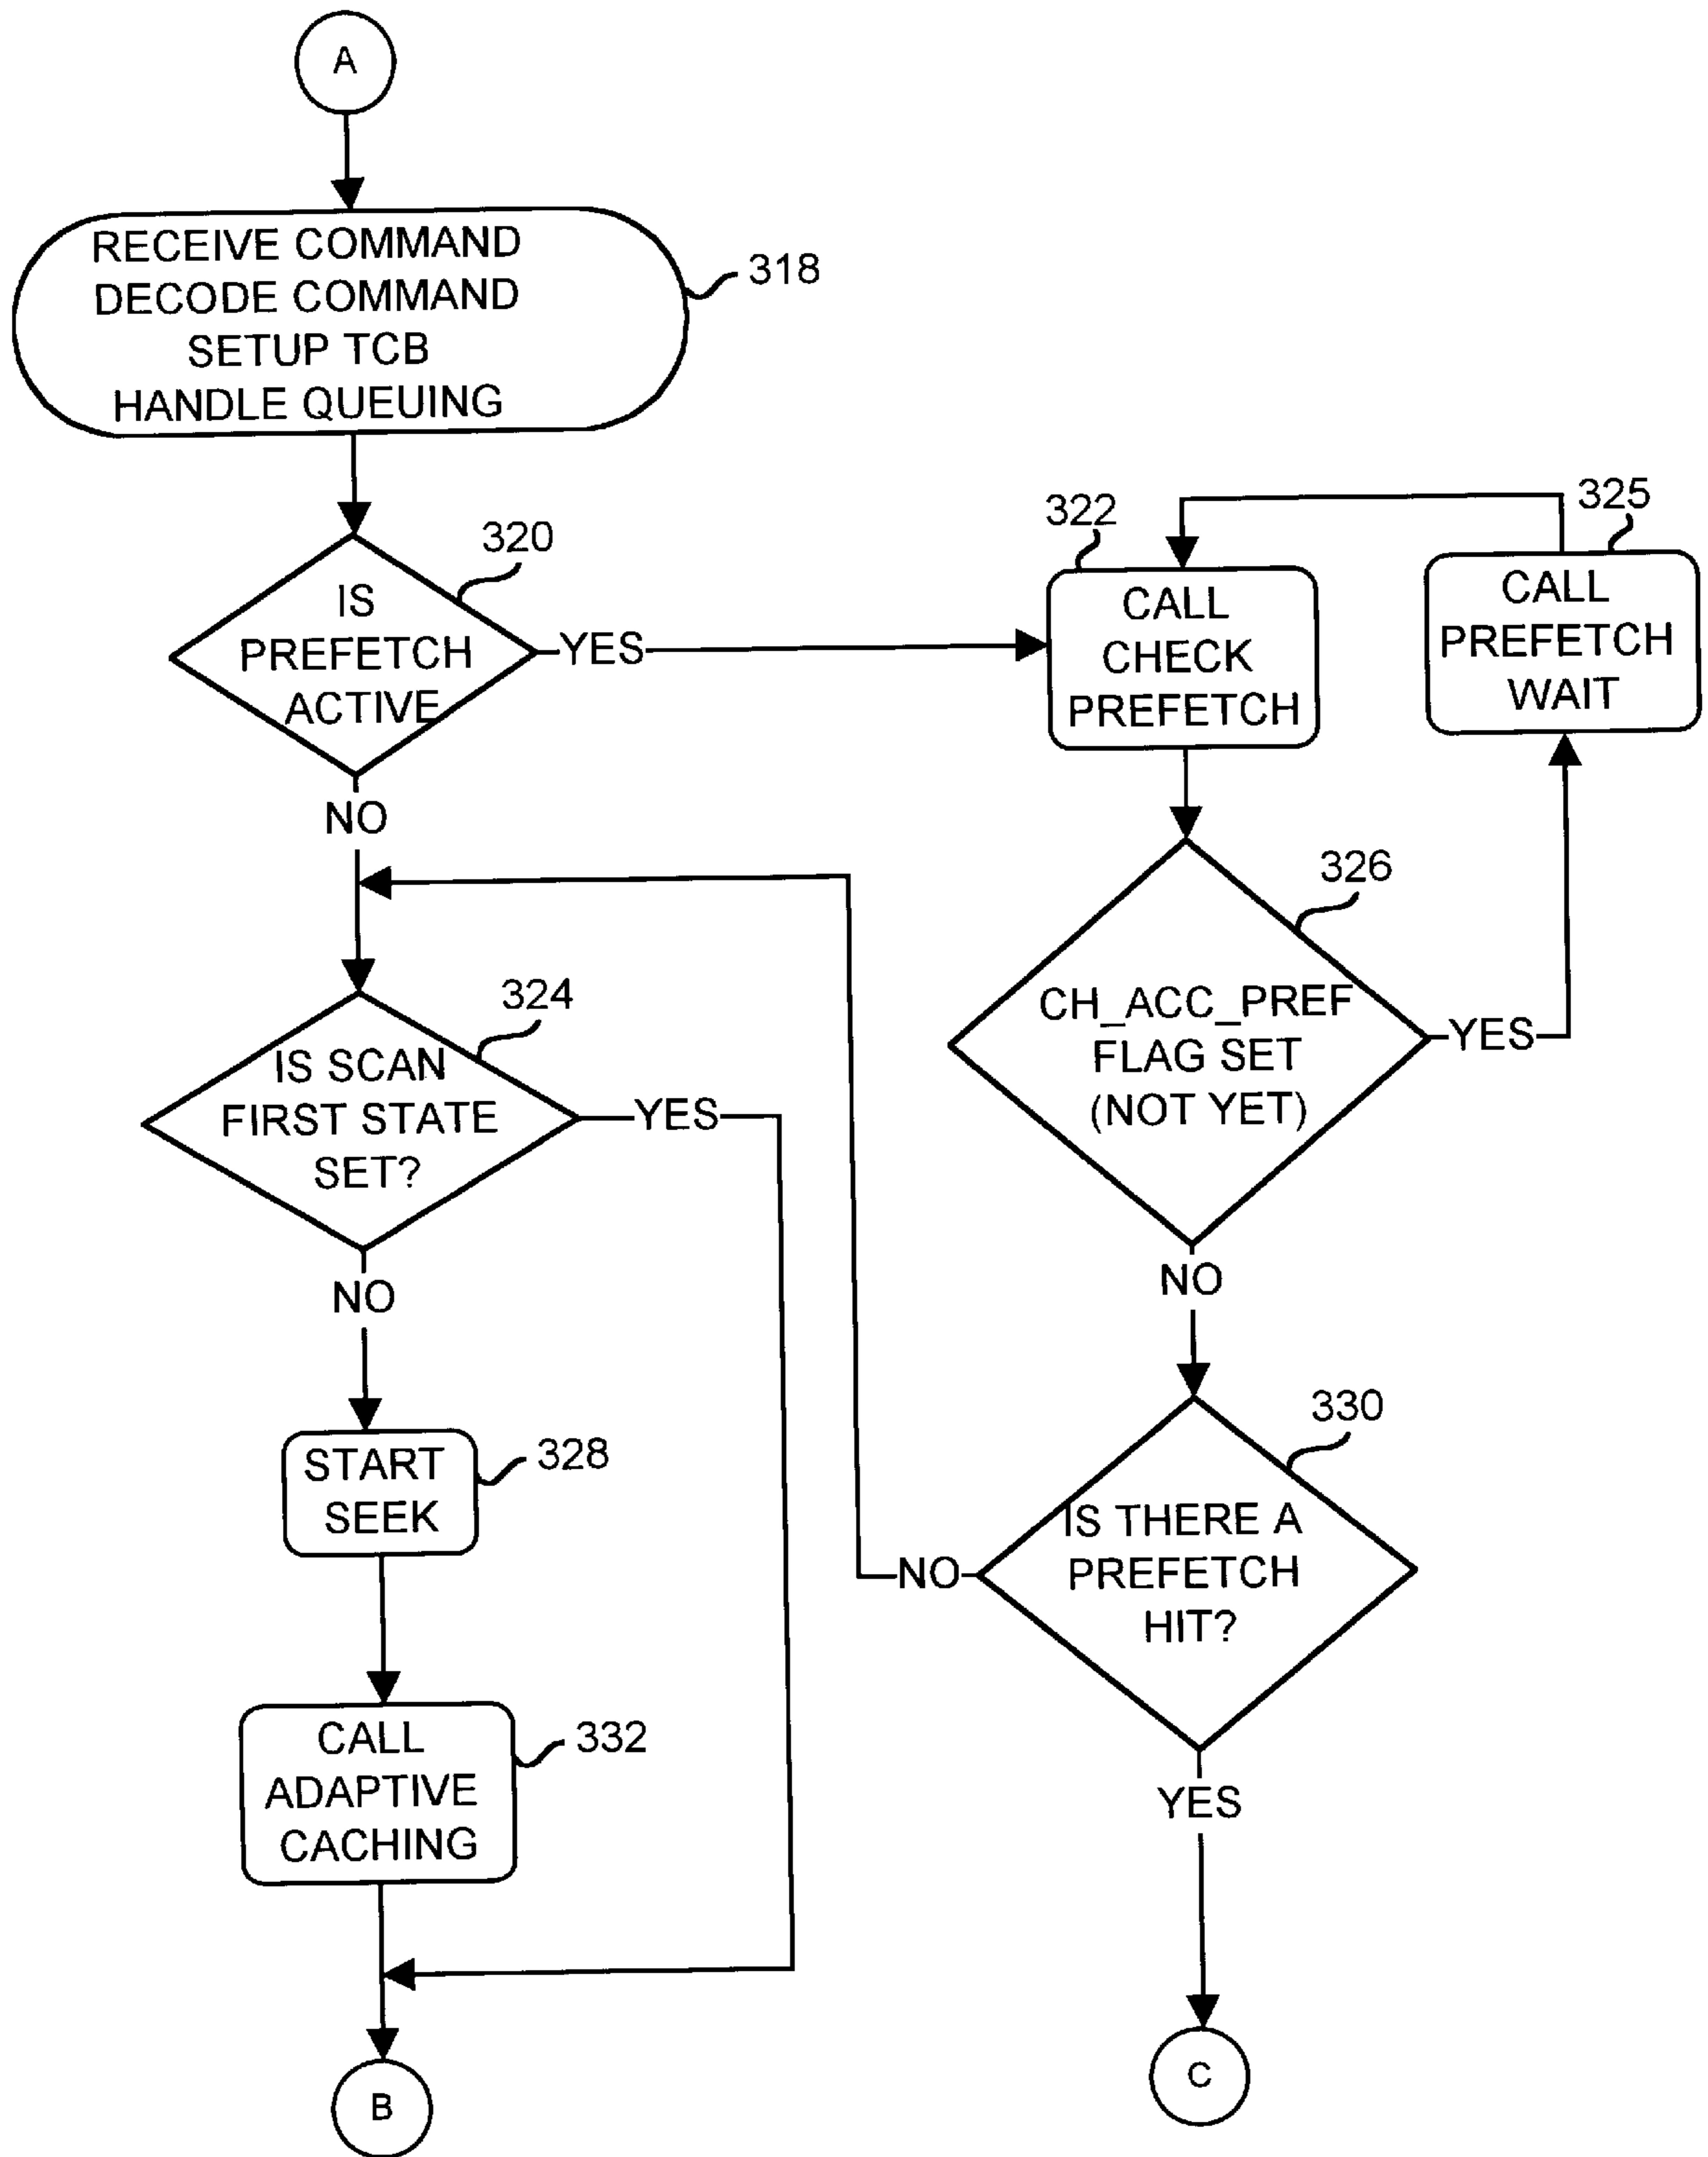 A
RECEIVE COMMAND
DECODE COMMAND
SETUP TCB
HANDLE QUEUING
318
320
IS
PREFETCH
ACTIVE
YES
NO
322
CALL
CHECK
PREFETCH
325
CALL
PREFETCH
WAIT
326
CH_ACC_PREF
FLAG SET
(NOT YET)
YES
NO
324
IS SCAN
FIRST STATE
SET?
YES
NO
328
START
SEEK
330
IS THERE A
PREFETCH
HIT?
NO
YES
332
CALL
ADAPTIVE
CACHING
B
C